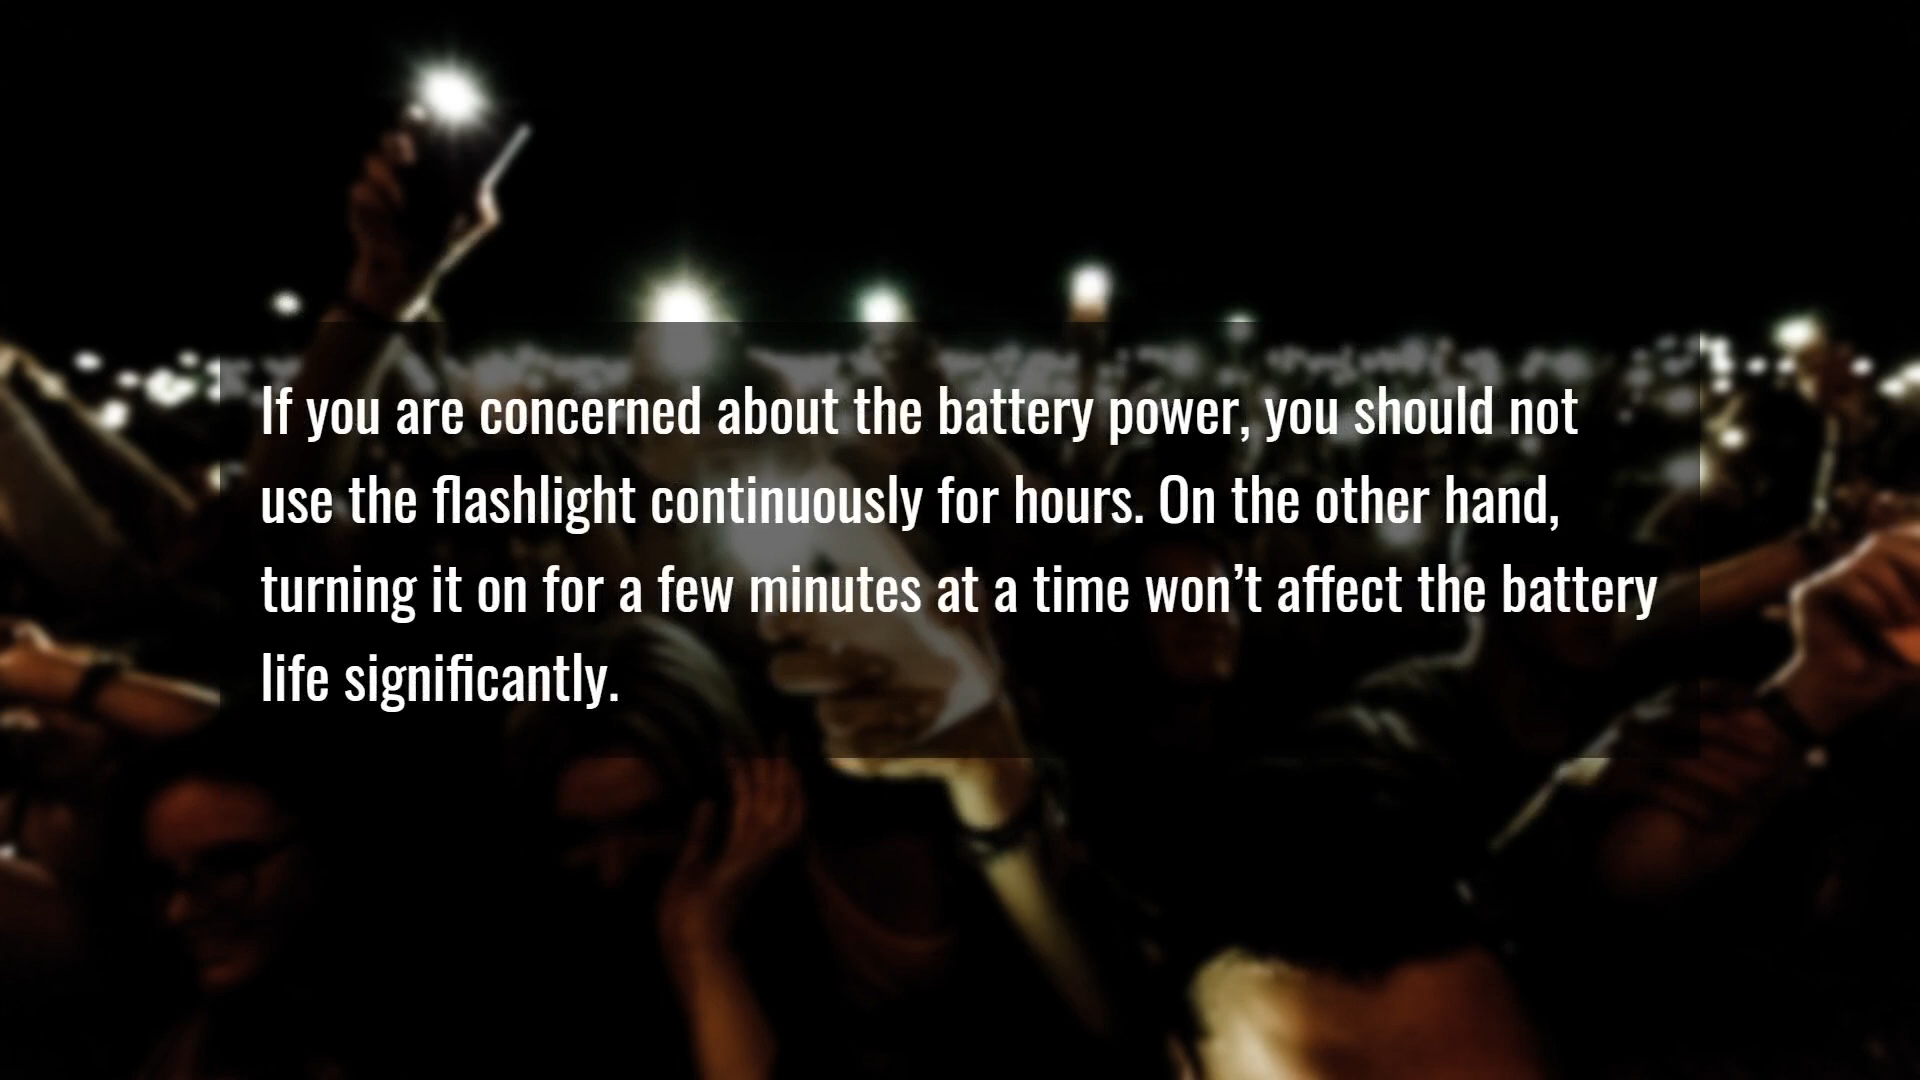 If you are concerned about the battery power, you should not
use the flashlight continuously for hours. On the other hand,
turning it on for a few minutes at a time won’t affect the battery
life significantly.